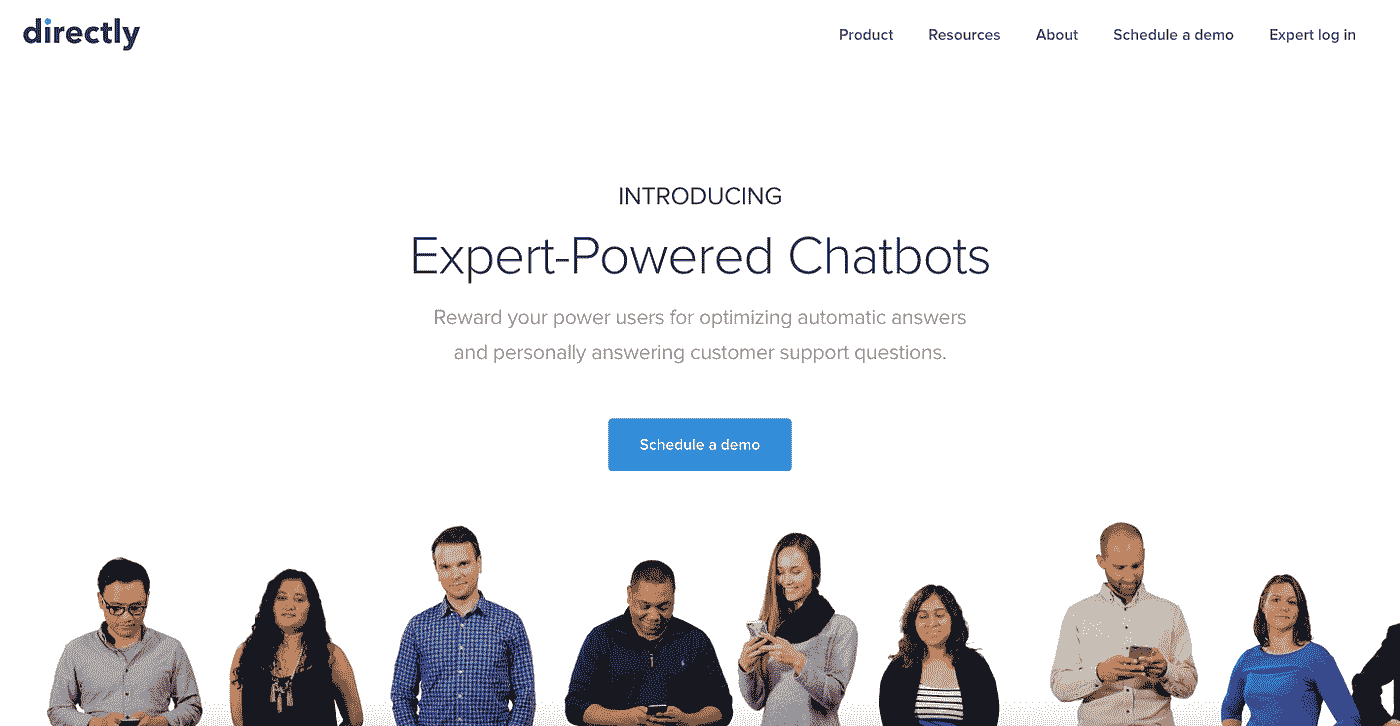 directly
Product Resources About Schedule a demo Expert log in
INTRODUCING
Expert-Powered Chatbots
Reward your power users for optimizing automatic answers
and personally answering customer support questions.
Schedule a demo